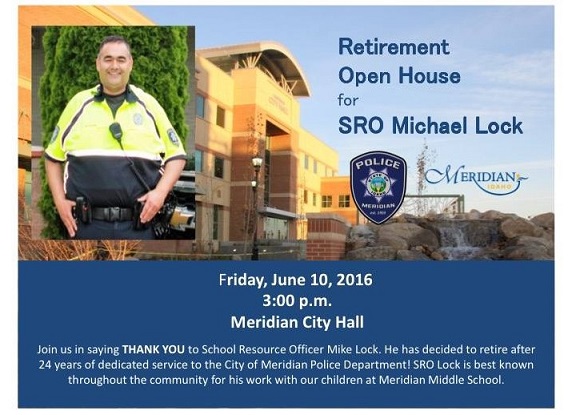 Retirement
Open House
for
SRO Michael Lock
POLICE
MERIDIAN
MERIDIAN
IDAHO
Friday, June 10, 2016
3:00 p.m.
Meridian City Hall
Join us in saying THANK YOU to School Resource Officer Mike Lock. He has decided to retire after
24 years of dedicated service to the City of Meridian Police Department! SRO Lock is best known
throughout the community for his work with our children at Meridian Middle School.